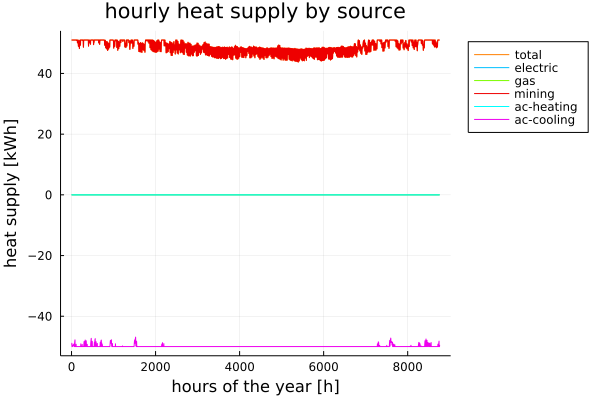 hourly heat supply by source
heat supply [kWh]
40
20
0
−20
−40
0 2000 4000 6000 8000
hours of the year [h]
total
electric
gas
mining
ac-heating
ac-cooling